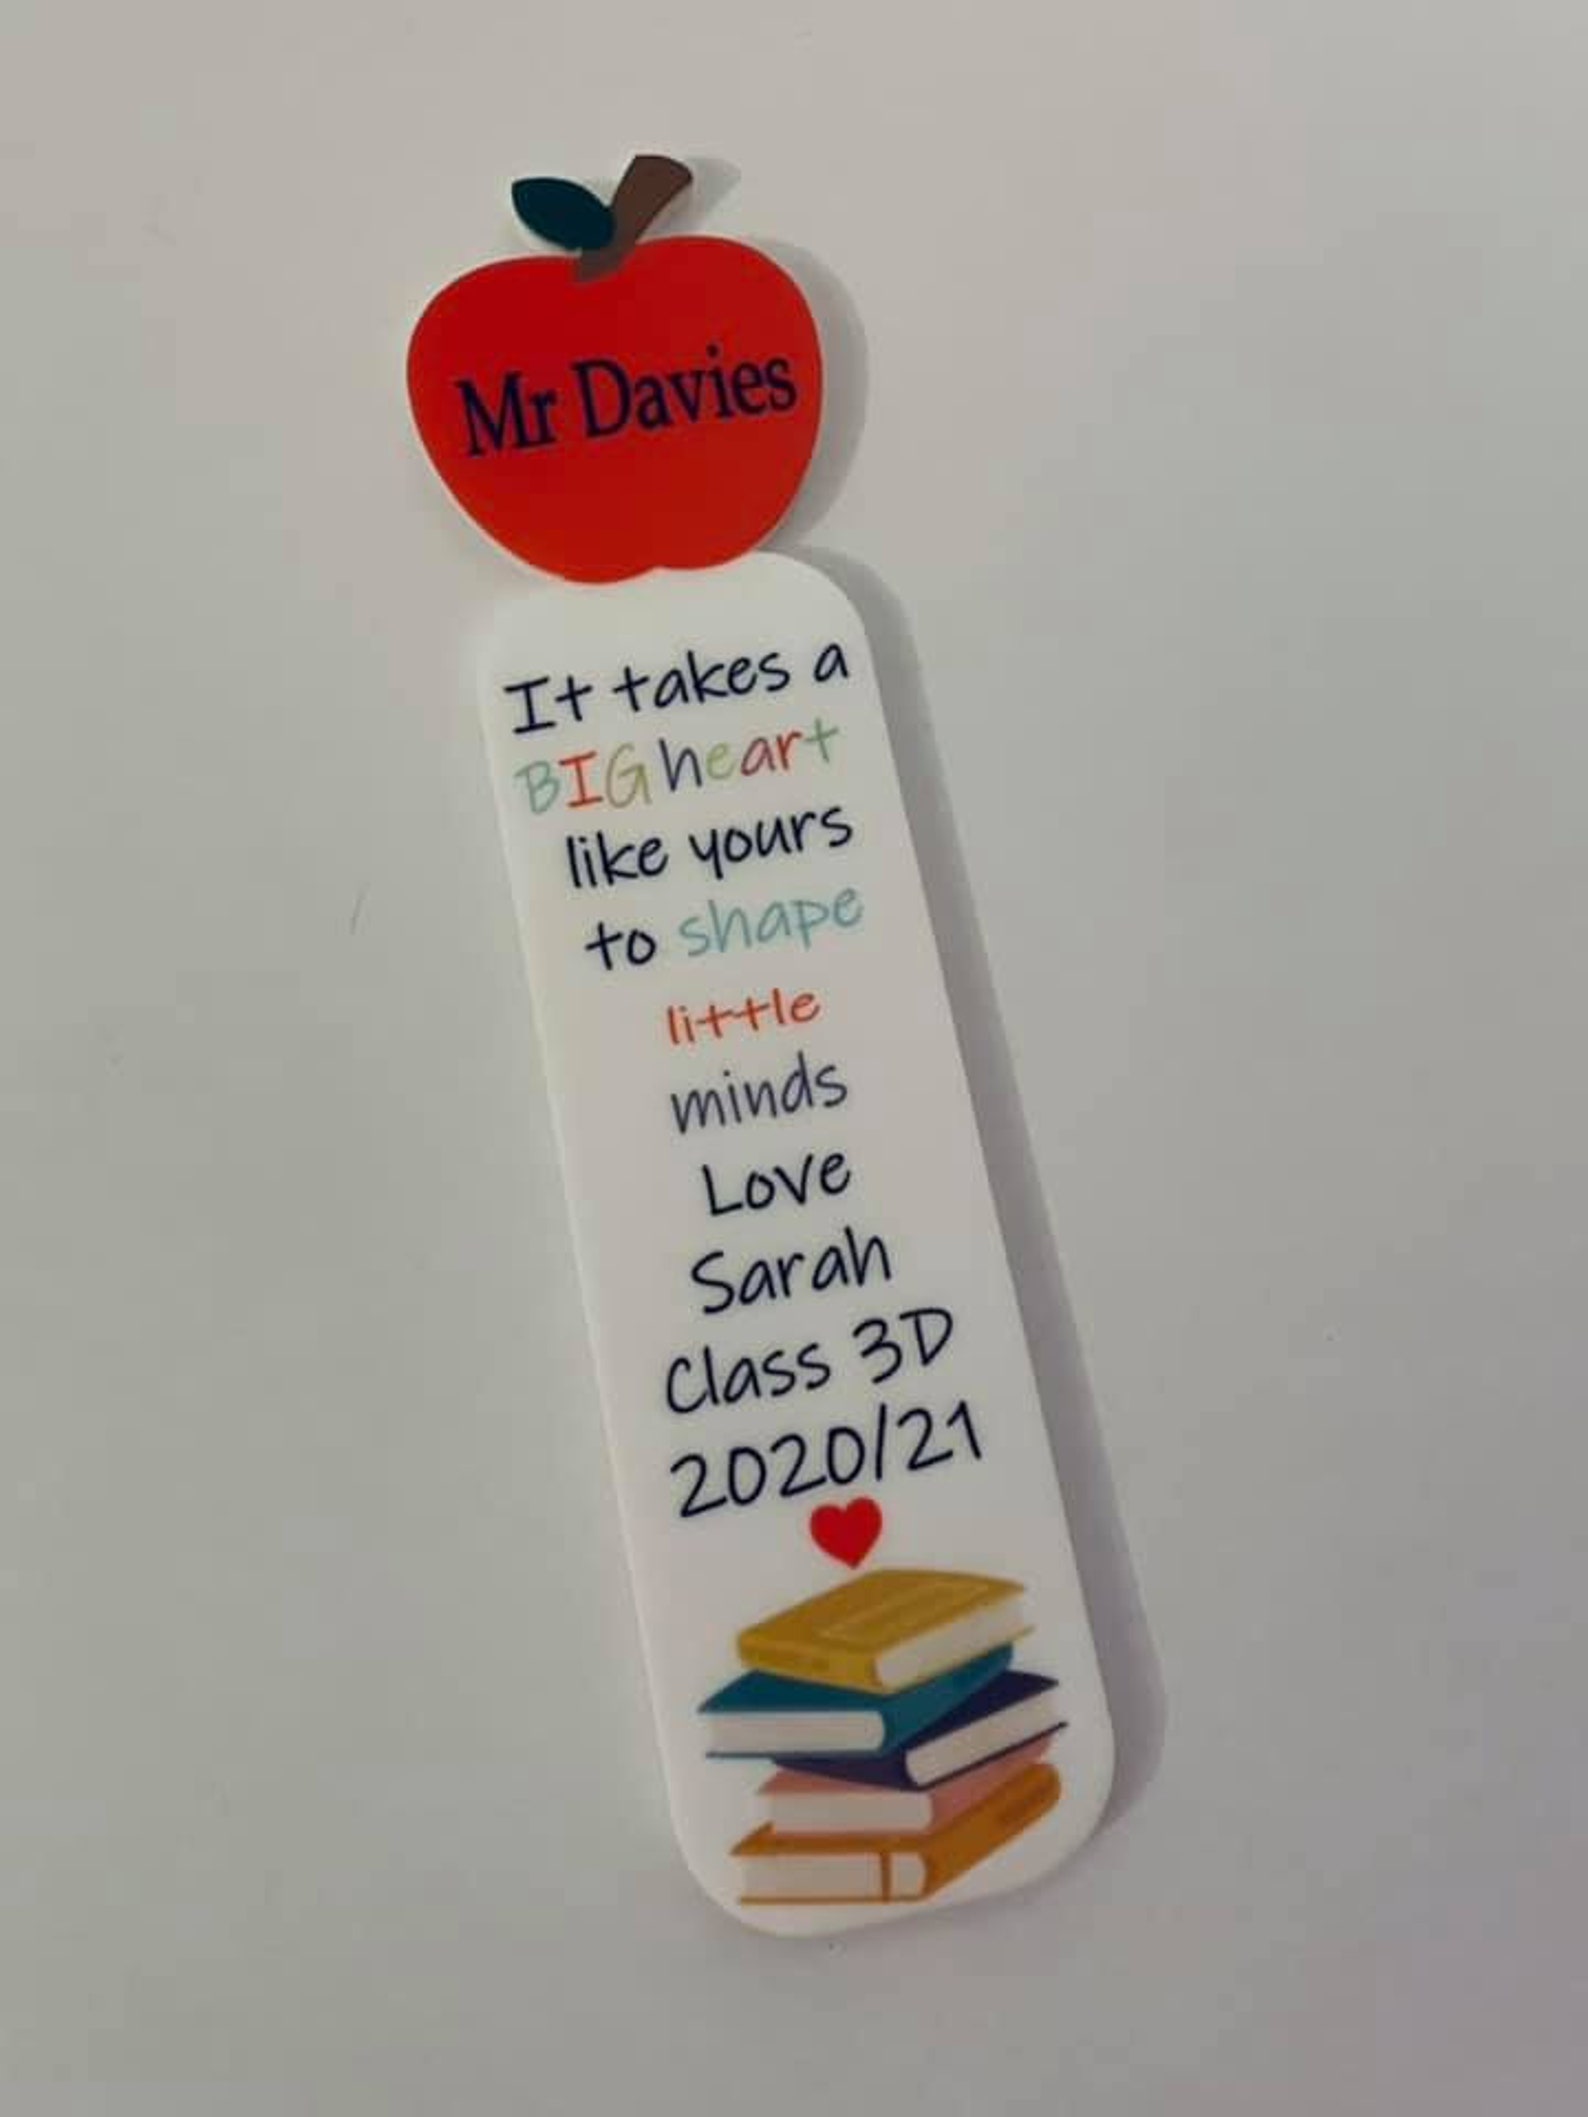 Mr Davies
It takes a
BIG heart
like yours
to shape
little
minds
Love
Sarah
Class 3D
2020/21